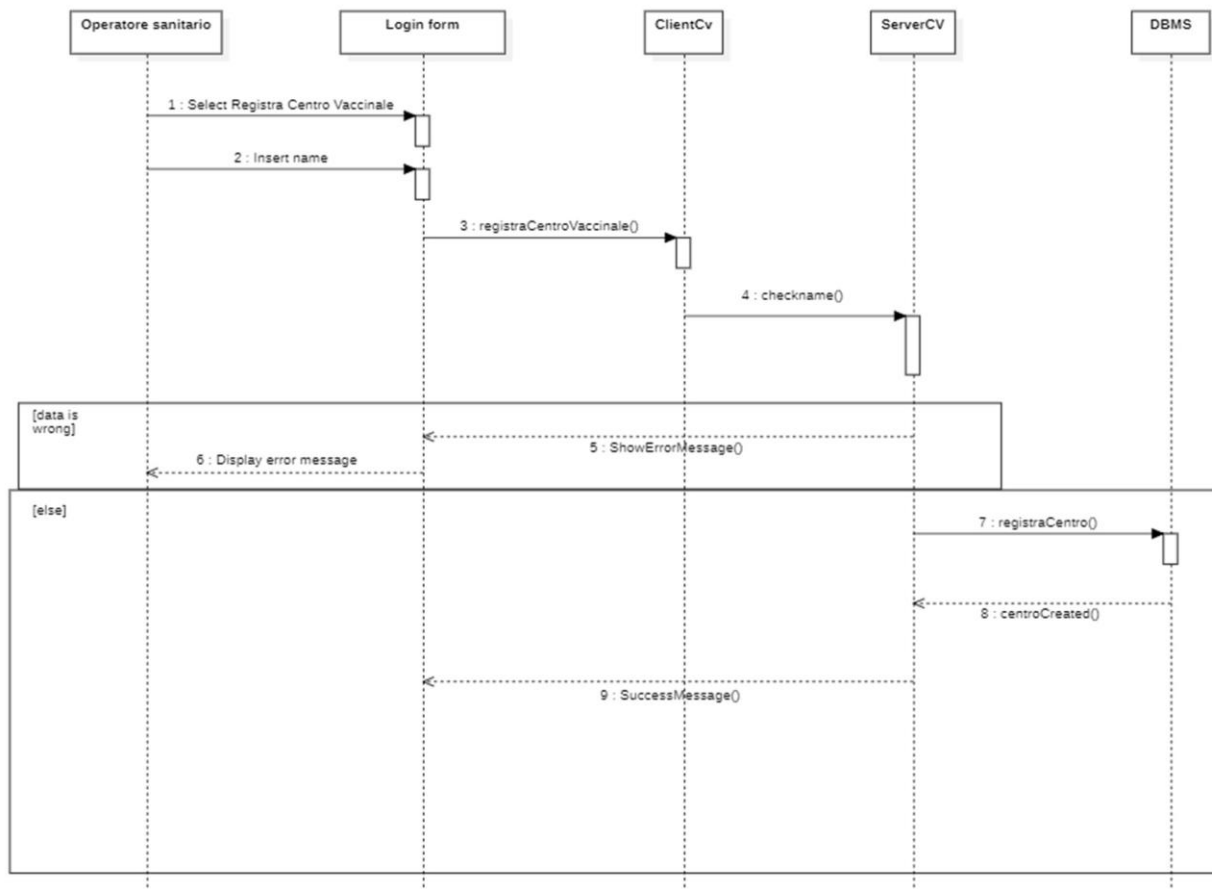 Operatore sanitario
Login form
ClientCv
ServerCV
DBMS
1 : Select Registra Centro Vaccinale
2 : Insert name
3 : registraCentroVaccinale()
4 : checkname()
[data is
wrong]
5 : ShowErrorMessage()
6 : Display error message
[else]
7 : registraCentro()
8 : centroCreated()
9 : SuccessMessage()